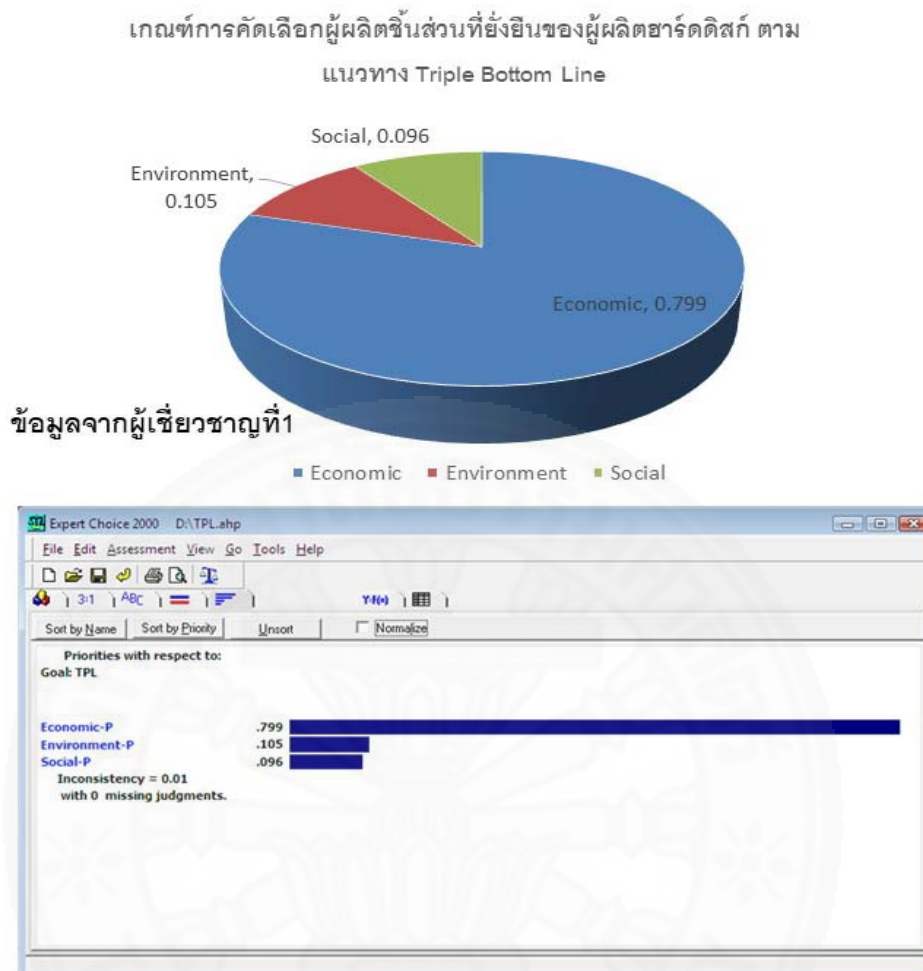 เกณฑ์การคัดเลือกผู้ผลิตชิ้นส่วนที่ยั่งยืนของผู้ผลิตฮาร์ดดิสก์ ตาม
แนวทาง Triple Bottom Line
Social, 0.096
Environment,
0.105
Economic, 0.799
ข้อมูลจากผู้เชี่ยวชาญที่1
Economic Environment Social
Expert Choice 2000 D:\TPL.ahp
File Edit Assessment View Go Tools Help
3:1 ABC Y-F(x)
Sort by Name Sort by Priority Unsort Normalize
Priorities with respect to:
Goal: TPL
Economic-P .799
Environment-P .105
Social-P .096
Inconsistency = 0.01
with 0 missing judgments.